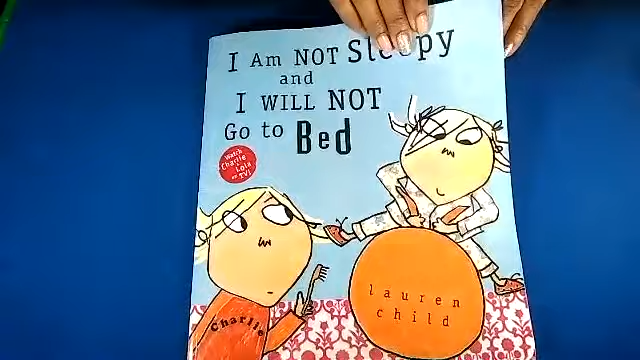 I Am NOT Sleepy
and
I WILL NOT
Go to Bed
Watch
Charlie
Lola
on TV!
Charlie
lauren
child